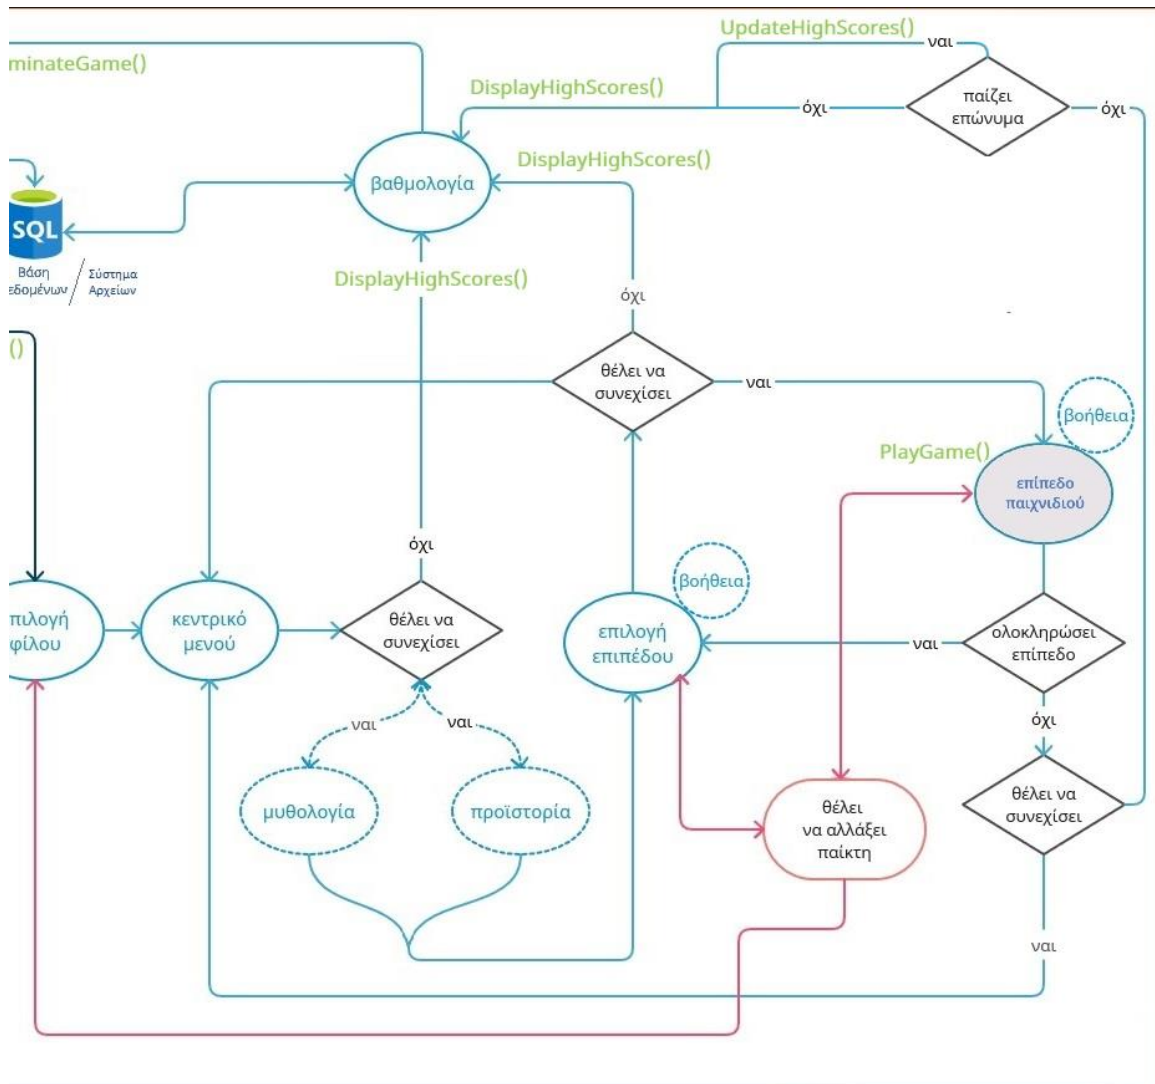 UpdateHighScores()
ναι
minateGame()
DisplayHighScores()
παίζει
επώνυμα
όχι
όχι
DisplayHighScores()
βαθμολογία
SQL
Βάση
εδομένων
Σύστημα
Αρχείων
DisplayHighScores()
όχι
()
θέλει να
συνεχίσει
ναι
βοήθεια
PlayGame()
επίπεδο
παιχνιδιού
όχι
βοήθεια
πιλογή
φίλου
κεντρικό
μενού
θέλει να
συνεχίσει
επιλογή
επιπέδου
ναι
ολοκληρώσει
επίπεδο
ναι
ναι
όχι
μυθολογία
προϊστορία
θέλει
να αλλάξει
παίκτη
θέλει να
συνεχίσει
ναι